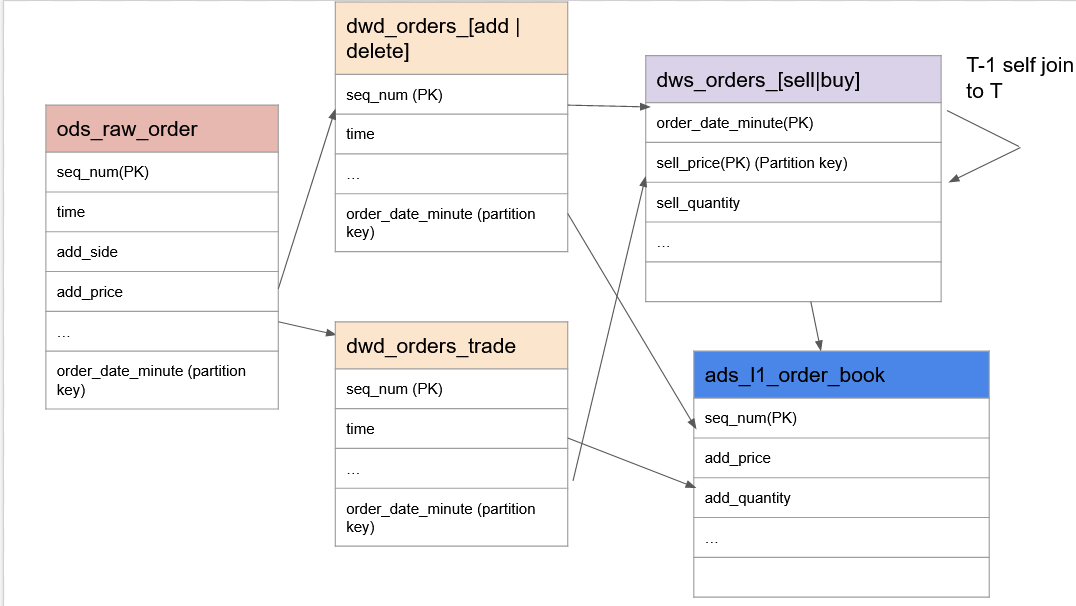 ods_raw_order
seq_num(PK)
time
add_side
add_price
...
order_date_minute (partition
key)
dwd_orders_[add |
delete]
seq_num (PK)
time
...
order_date_minute (partition
key)
dwd_orders_trade
seq_num (PK)
time
...
order_date_minute (partition
key)
dws_orders_[sell|buy]
order_date_minute(PK)
sell_price(PK) (Partition key)
sell_quantity
...
T-1 self join
to T
ads_l1_order_book
seq_num(PK)
add_price
add_quantity
...